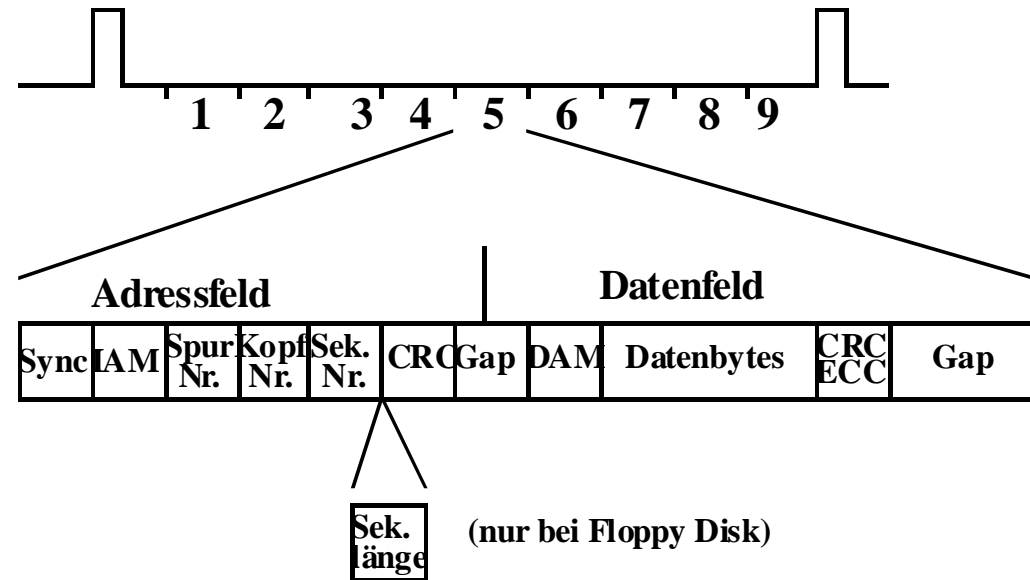 1 2 3 4 5 6 7 8 9
Adressfeld Datenfeld
Sync IAM Spur Nr. Kopf Nr. Sek. Nr. CRC Gap DAM Datenbytes CRC ECC Gap
Sek. länge (nur bei Floppy Disk)